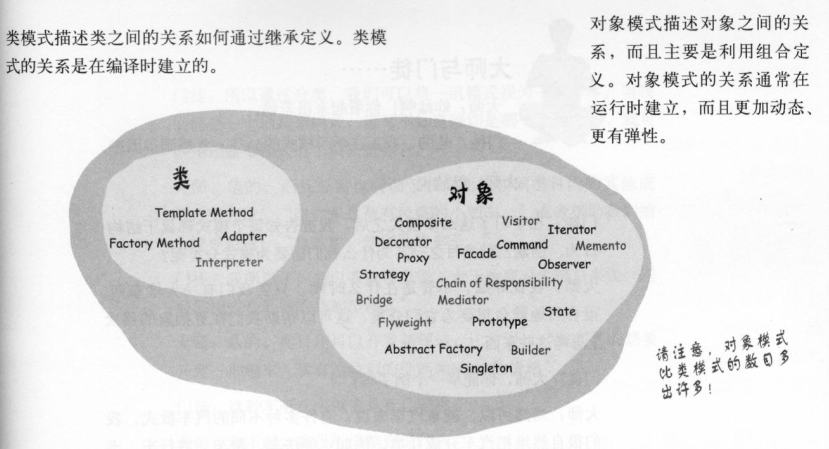 类模式描述类之间的关系如何通过继承定义。类模
式的关系是在编译时建立的。
对象模式描述对象之间的关
系，而且主要是利用组合定
义。对象模式的关系通常在
运行时建立，而且更加动态、
更有弹性。
大师与门徒……
类
Template Method
Factory Method
Adapter
Interpreter
对象
Composite
Visitor
Iterator
Decorator
Command
Memento
Proxy
Facade
Observer
Strategy
Chain of Responsibility
Bridge
Mediator
State
Flyweight
Prototype
Abstract Factory
Builder
Singleton
请注意，对象模式
比类模式的数目多
出许多！